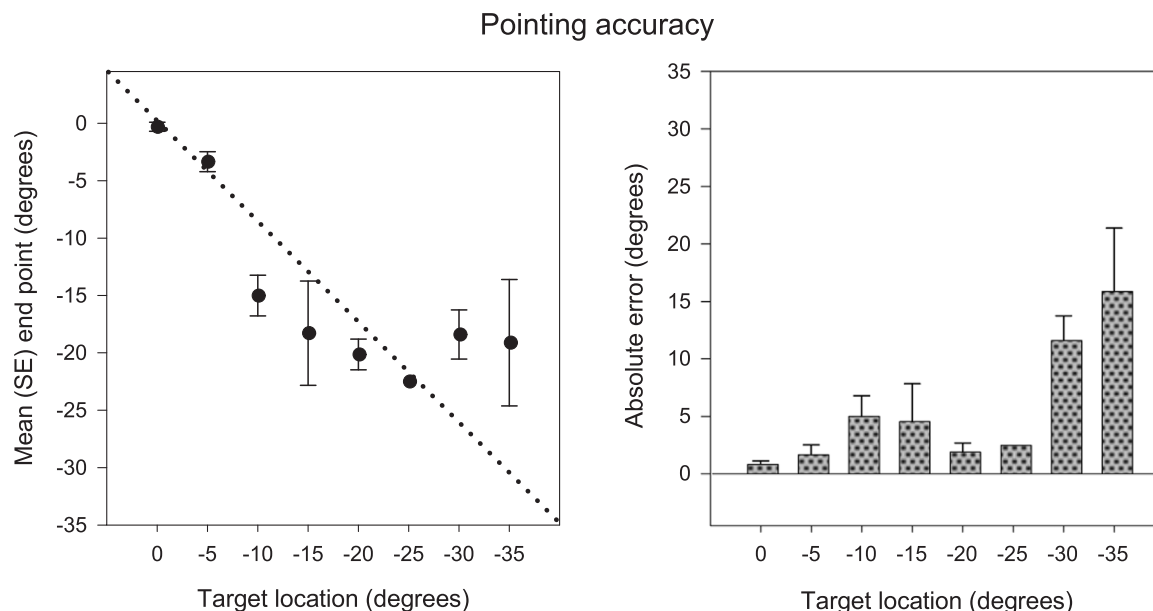 Pointing accuracy
Mean (SE) end point (degrees)
0
-5
-10
-15
-20
-25
-30
-35
0 -5 -10 -15 -20 -25 -30 -35
Target location (degrees)
Absolute error (degrees)
35
30
25
20
15
10
5
0
0 -5 -10 -15 -20 -25 -30 -35
Target location (degrees)